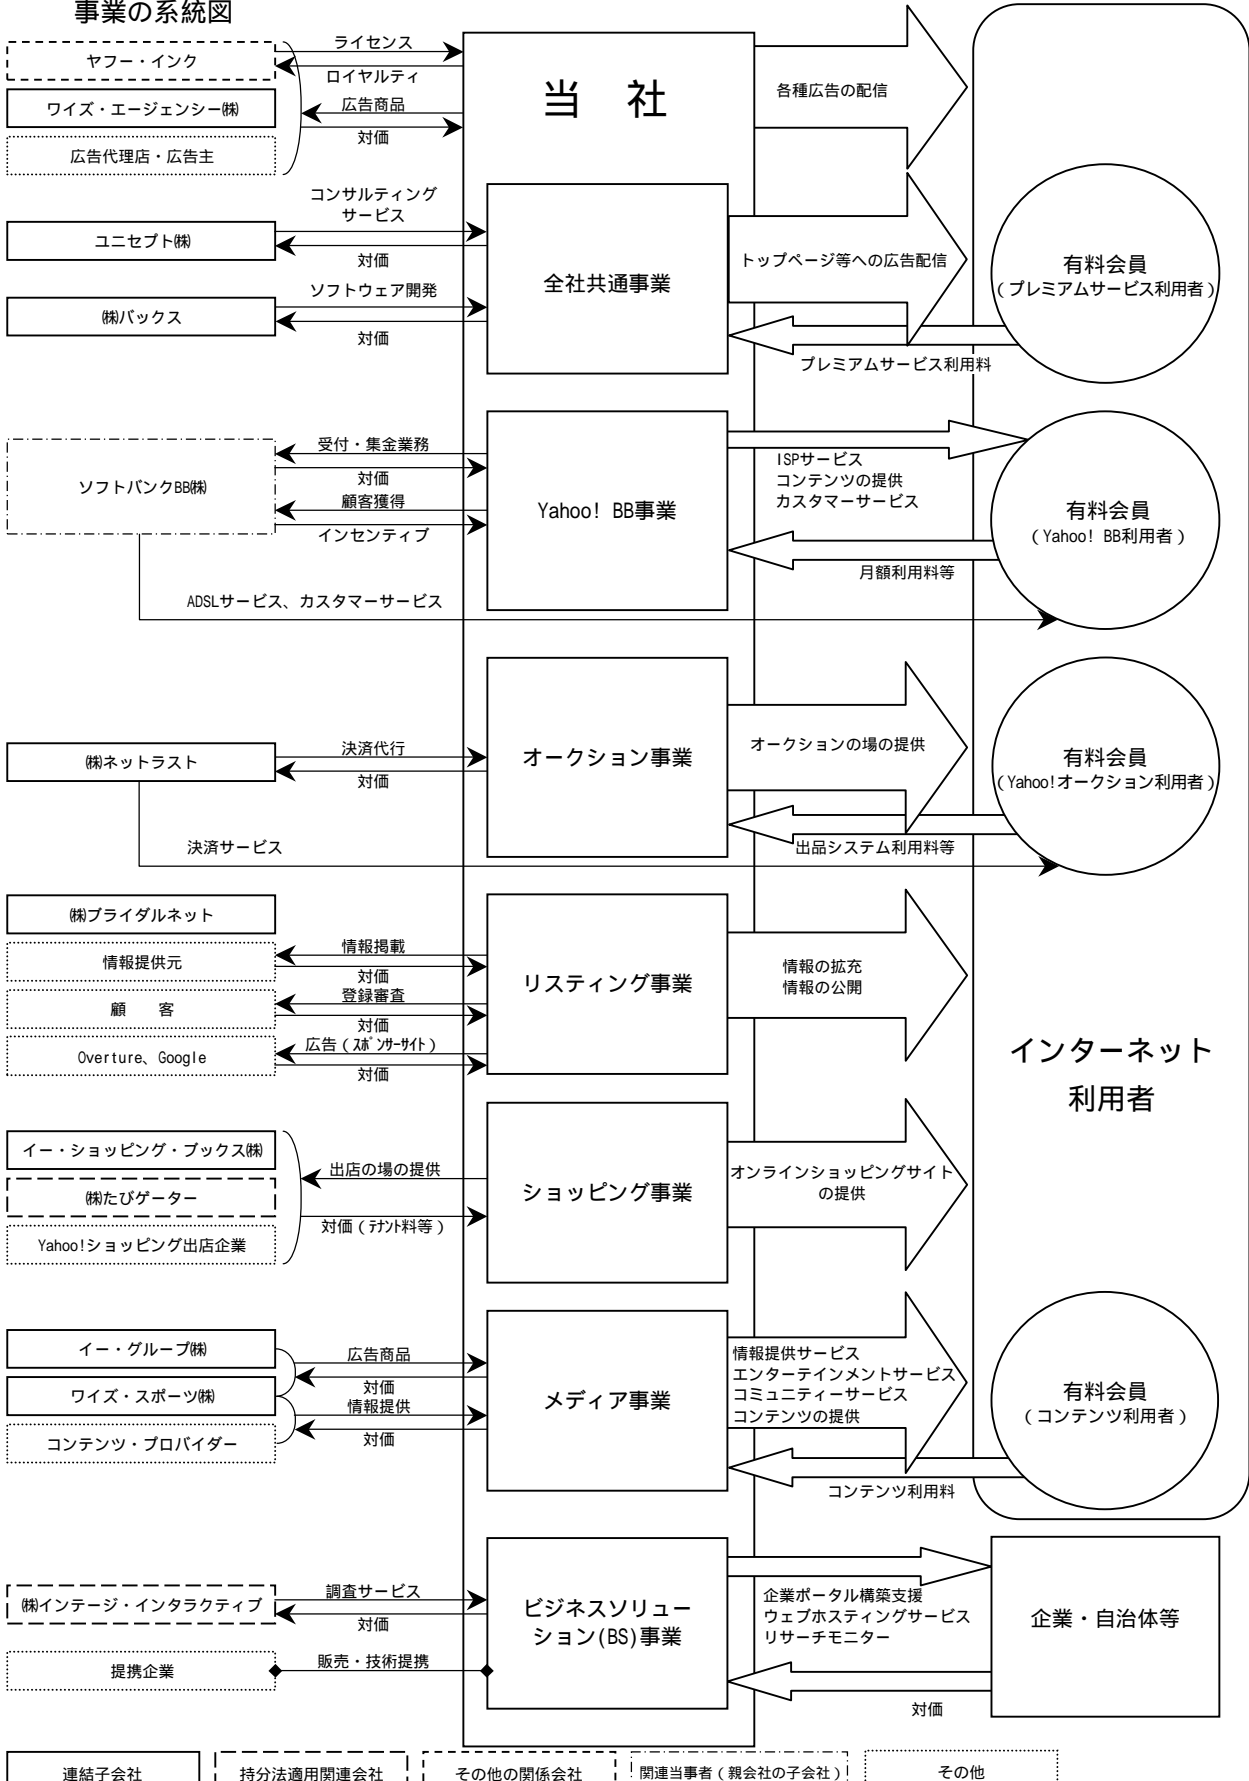 事業の系統図
ヤフー・インク
ワイズ・エージェンシー㈱
広告代理店・広告主
ライセンス
ロイヤルティ
広告商品
対価
当　社
各種広告の配信
ユニセプト㈱
コンサルティング
サービス
対価
㈱バックス
ソフトウェア開発
対価
全社共通事業
トップページ等への広告配信
プレミアムサービス利用料
有料会員
（プレミアムサービス利用者）
ソフトバンクBB㈱
受付・集金業務
対価
顧客獲得
インセンティブ
Yahoo! BB事業
ISPサービス
コンテンツの提供
カスタマーサービス
月額利用料等
有料会員
（Yahoo! BB利用者）
ADSLサービス、カスタマーサービス
㈱ネットラスト
決済代行
対価
オークション事業
オークションの場の提供
出品システム利用料等
有料会員
（Yahoo!オークション利用者）
決済サービス
㈱ブライダルネット
情報提供元
顧　客
Overture、Google
情報掲載
対価
登録審査
対価
広告（ｽﾎﾟﾝｻｰｻｲﾄ）
対価
リスティング事業
情報の拡充
情報の公開
インターネット
利用者
イー・ショッピング・ブックス㈱
㈱たびゲーター
Yahoo!ショッピング出店企業
出店の場の提供
対価（ﾃﾅﾝﾄ料等）
ショッピング事業
オンラインショッピングサイト
の提供
イー・グループ㈱
ワイズ・スポーツ㈱
コンテンツ・プロバイダー
広告商品
対価
情報提供
対価
メディア事業
情報提供サービス
エンターテインメントサービス
コミュニティーサービス
コンテンツの提供
コンテンツ利用料
有料会員
（コンテンツ利用者）
㈱インテージ・インタラクティブ
調査サービス
対価
提携企業
販売・技術提携
ビジネスソリュー
ション(BS)事業
企業ポータル構築支援
ウェブホスティングサービス
リサーチモニター
対価
企業・自治体等
連結子会社
持分法適用関連会社
その他の関係会社
関連当事者（親会社の子会社）
その他